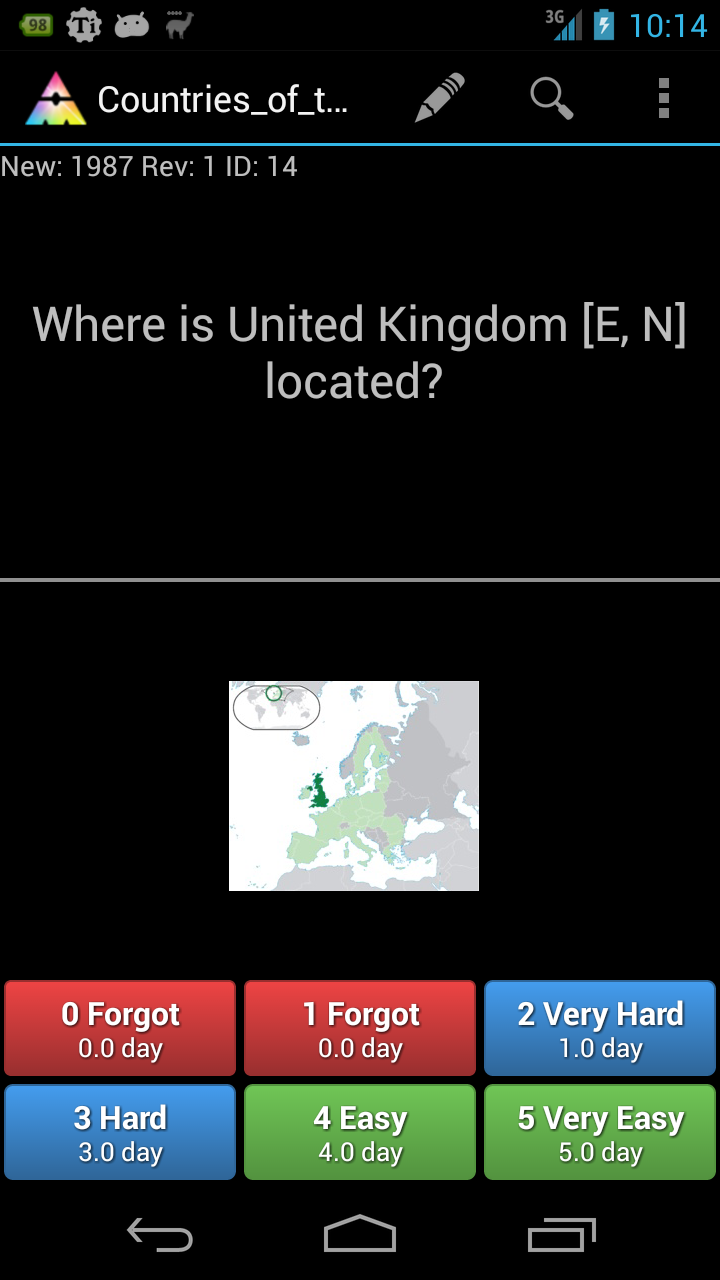 98
Ti
3G
10:14
Countries_of_t...
New: 1987 Rev: 1 ID: 14
Where is United Kingdom [E, N]
located?
0 Forgot
0.0 day
1 Forgot
0.0 day
2 Very Hard
1.0 day
3 Hard
3.0 day
4 Easy
4.0 day
5 Very Easy
5.0 day